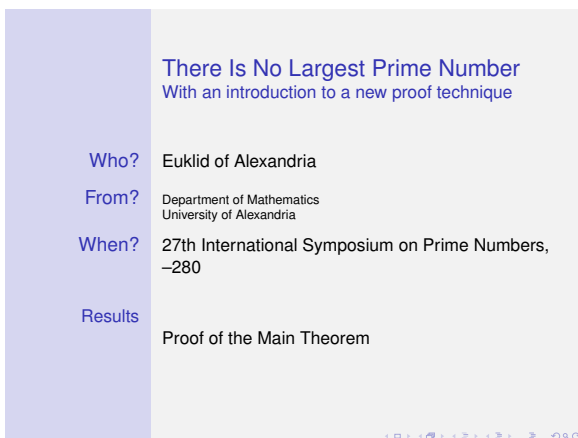 There Is No Largest Prime Number
With an introduction to a new proof technique
Who? Euklid of Alexandria
From? Department of Mathematics
University of Alexandria
When? 27th International Symposium on Prime Numbers,
–280
Results
Proof of the Main Theorem